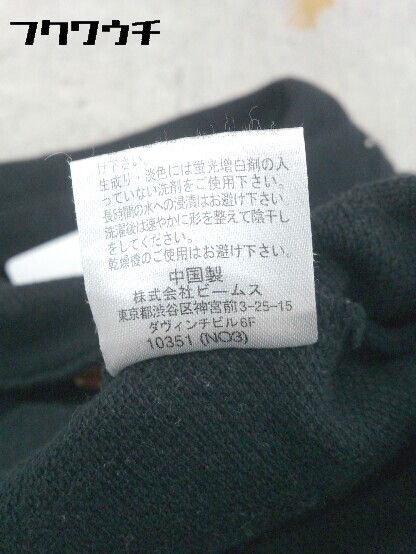 フクワウチ
け下さい。
生成り・淡色には蛍光増白剤の入
っていない洗剤をご使用下さい。
長時間の水への浸漬はお避け下さい。
洗濯後は速やかに形を整えて陰干し
をしてください。
乾燥機のご使用はお避け下さい。
中国製
株式会社ビームス
東京都渋谷区神宮前3-25-15
ダヴィンチビル6F
10351 (NO3)